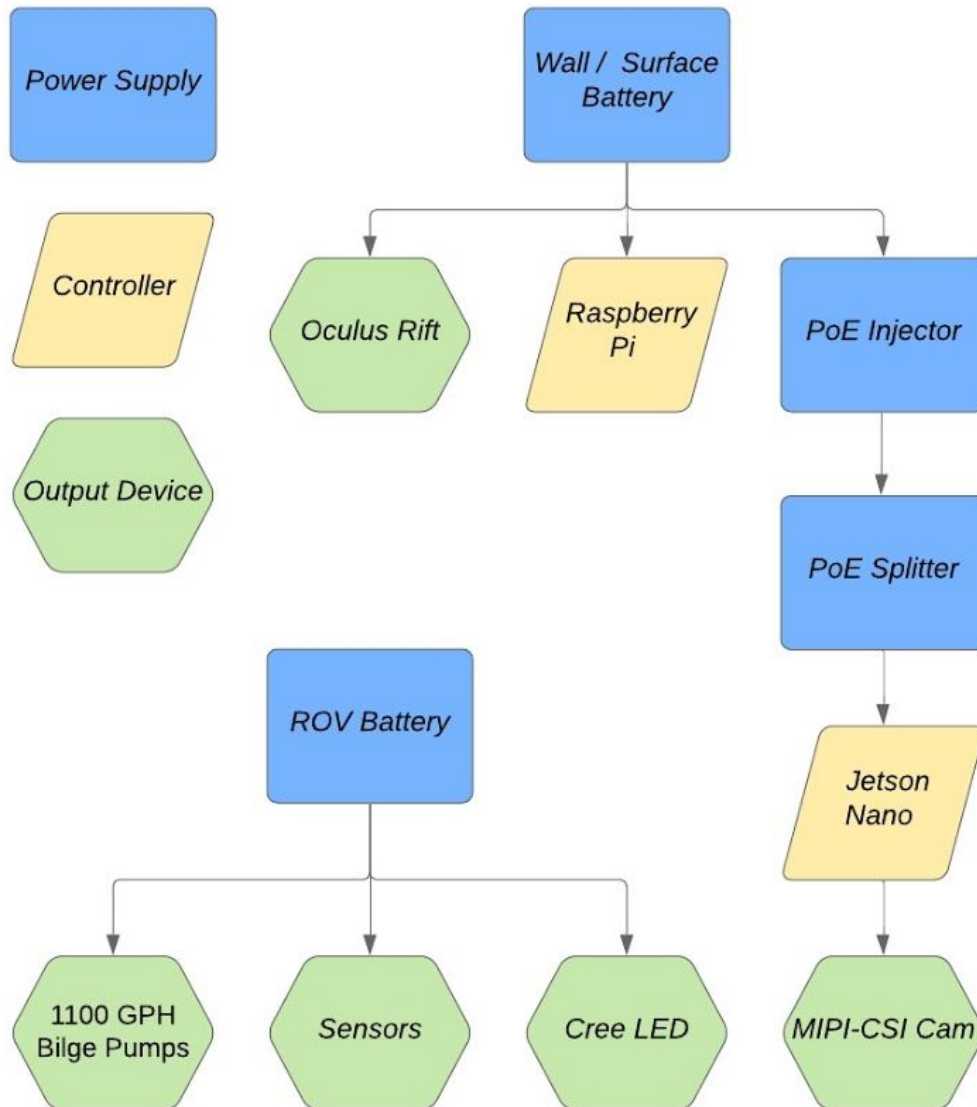 Power Supply
Wall / Surface
Battery
Controller
Oculus Rift
Raspberry
Pi
PoE Injector
Output Device
PoE Splitter
ROV Battery
Jetson
Nano
1100 GPH
Bilge Pumps
Sensors
Cree LED
MIPI-CSI Cam